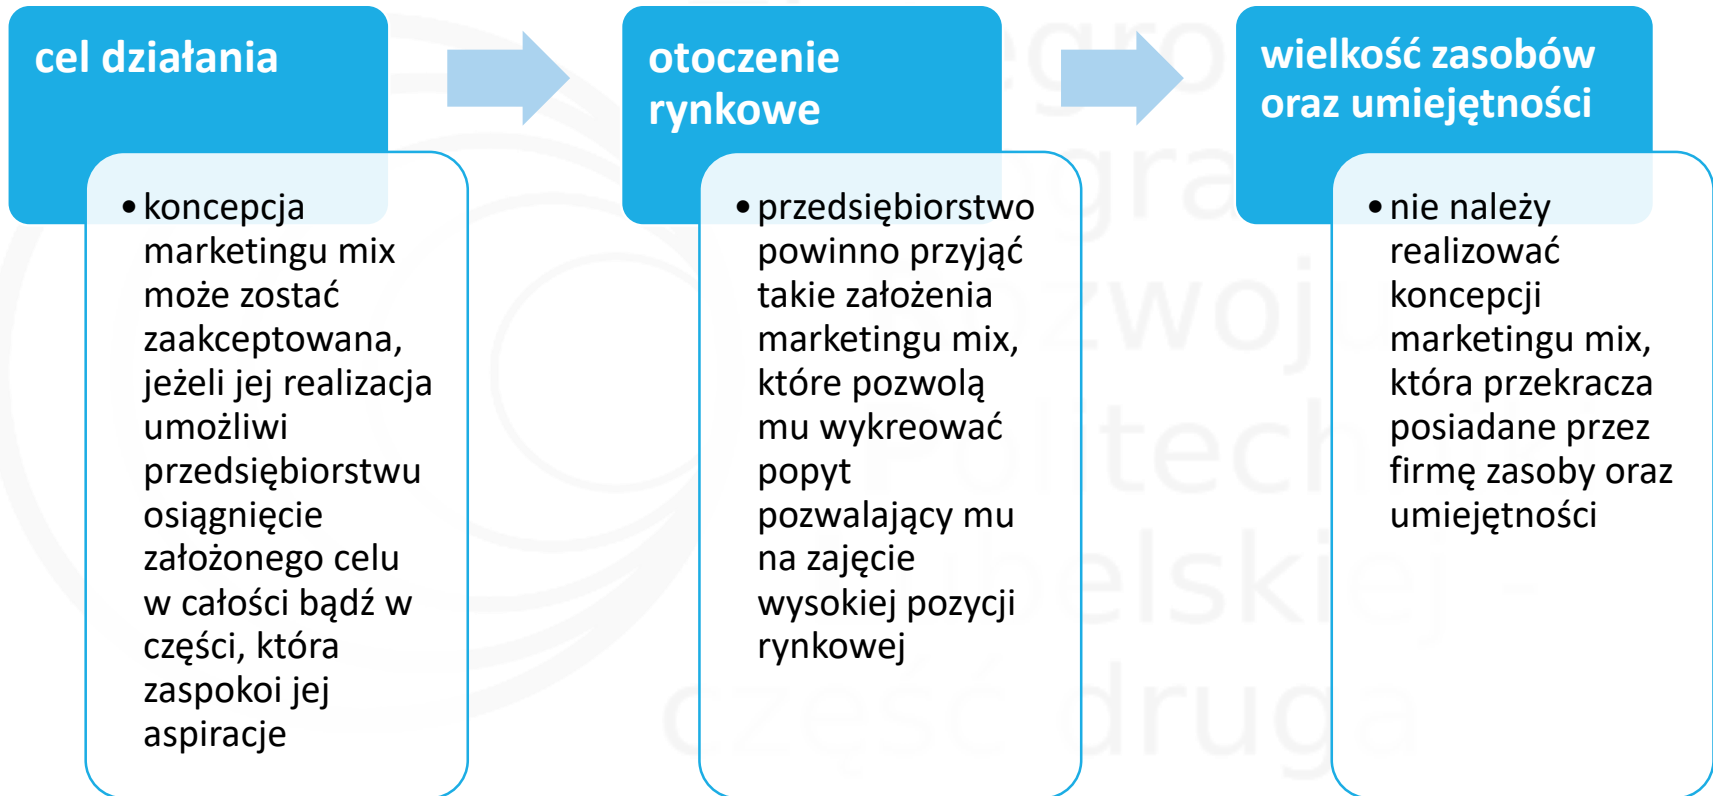 cel działania
• koncepcja
marketingu mix
może zostać
zaakceptowana,
jeżeli jej realizacja
umożliwi
przedsiębiorstwu
osiągnięcie
założonego celu
w całości bądź w
części, która
zaspokoi jej
aspiracje
otoczenie
rynkowe
• przedsiębiorstwo
powinno przyjąć
takie założenia
marketingu mix,
które pozwolą
mu wykreować
popyt
pozwalający mu
na zajęcie
wysokiej pozycji
rynkowej
wielkość zasobów
oraz umiejętności
• nie należy
realizować
koncepcji
marketingu mix,
która przekracza
posiadane przez
firmę zasoby oraz
umiejętności
część druga